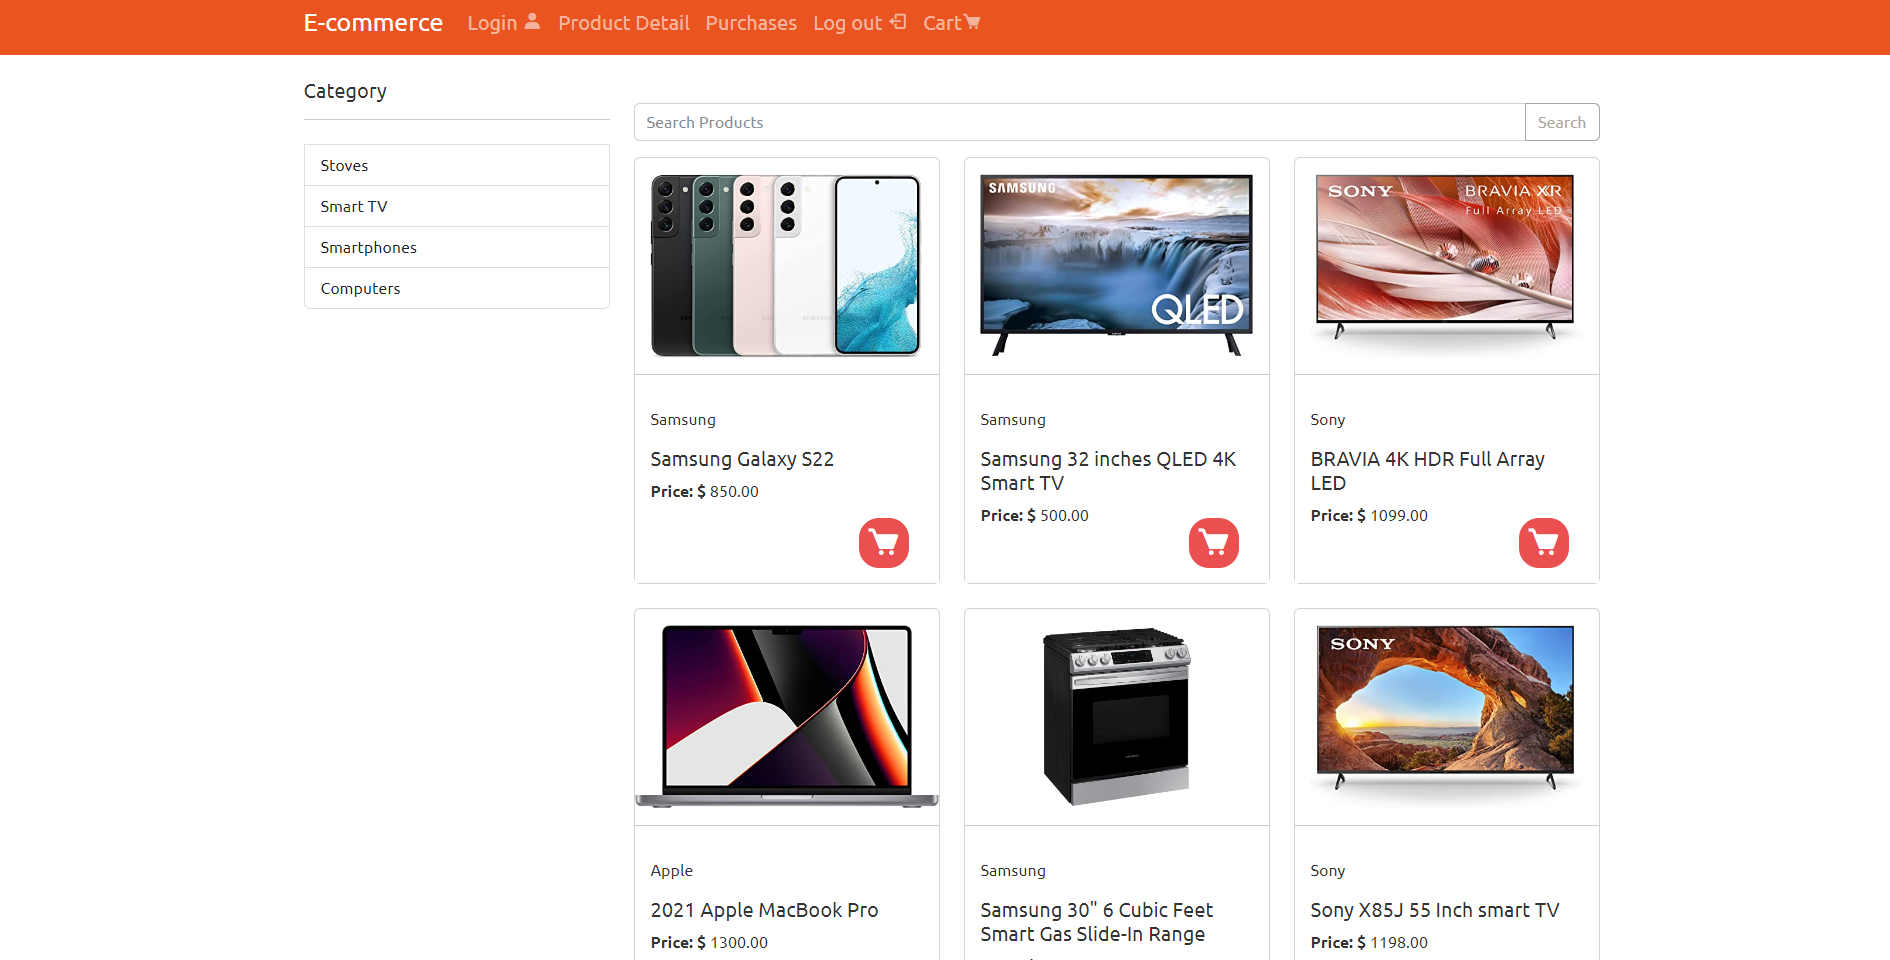 E-commerce Login Product Detail Purchases Log out Cart
Category
Stoves
Smart TV
Smartphones
Computers
Search Products Search
Samsung
Samsung Galaxy S22
Price: $ 850.00
SAMSUNG
QLED
Samsung
Samsung 32 inches QLED 4K
Smart TV
Price: $ 500.00
SONY BRAVIA XR
Full Array LED
Sony
BRAVIA 4K HDR Full Array
LED
Price: $ 1099.00
Apple
2021 Apple MacBook Pro
Price: $ 1300.00
Samsung
Samsung 30" 6 Cubic Feet
Smart Gas Slide-In Range
SONY
Sony
Sony X85J 55 Inch smart TV
Price: $ 1198.00